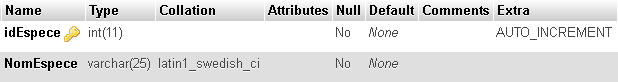 Name Type Collation Attributes Null Default Comments Extra
idEspece int(11) No None AUTO_INCREMENT
NomEspece varchar(25) latin1_swedish_ci No None